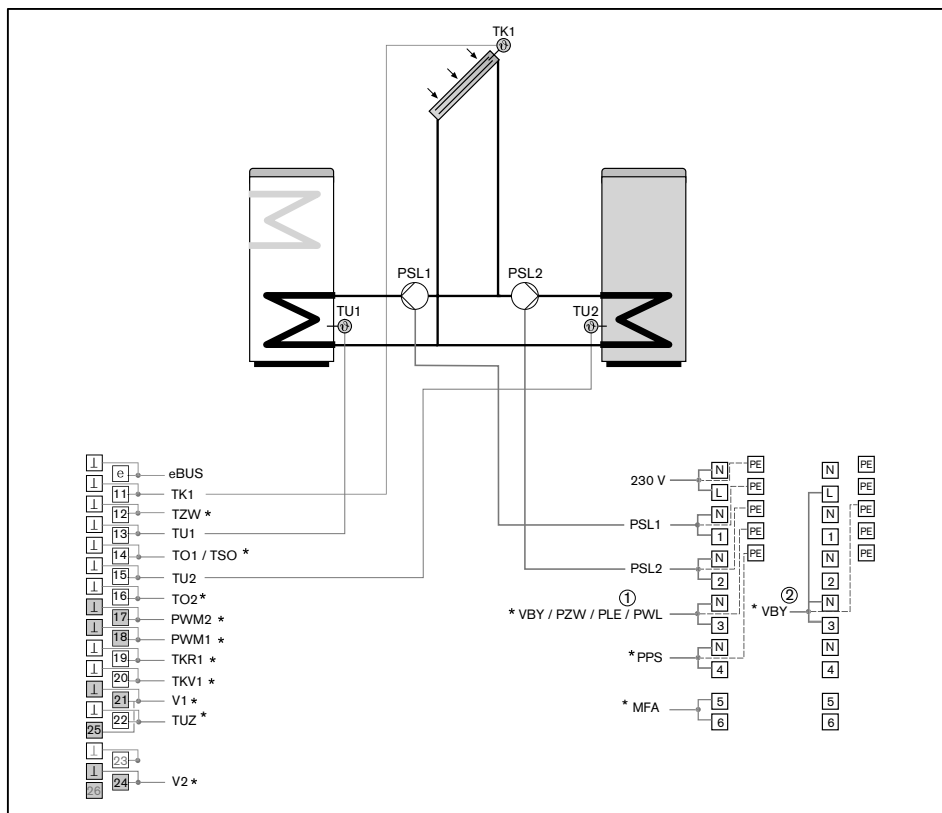 TK1
PSL1
PSL2
TU1
TU2
⊥
e eBUS
⊥
11 TK1
⊥
12 TZW *
⊥
13 TU1
⊥
14 TO1 / TSO *
⊥
15 TU2
⊥
16 TO2*
⊥
17 PWM2 *
⊥
18 PWM1 *
⊥
19 TKR1 *
⊥
20 TKV1 *
⊥
21 V1 *
⊥
22 TUZ *
25
⊥
23
⊥
24 V2 *
26
230 V
N
L
PE
PSL1
N
1
PE
PSL2
N
2
PE
①
* VBY / PZW / PLE / PWL
N
3
PE
* PPS
N
4
PE
* MFA
5
6
②
* VBY
N
L
N
1
N
2
N
3
N
4
5
6
PE
PE
PE
PE
PE